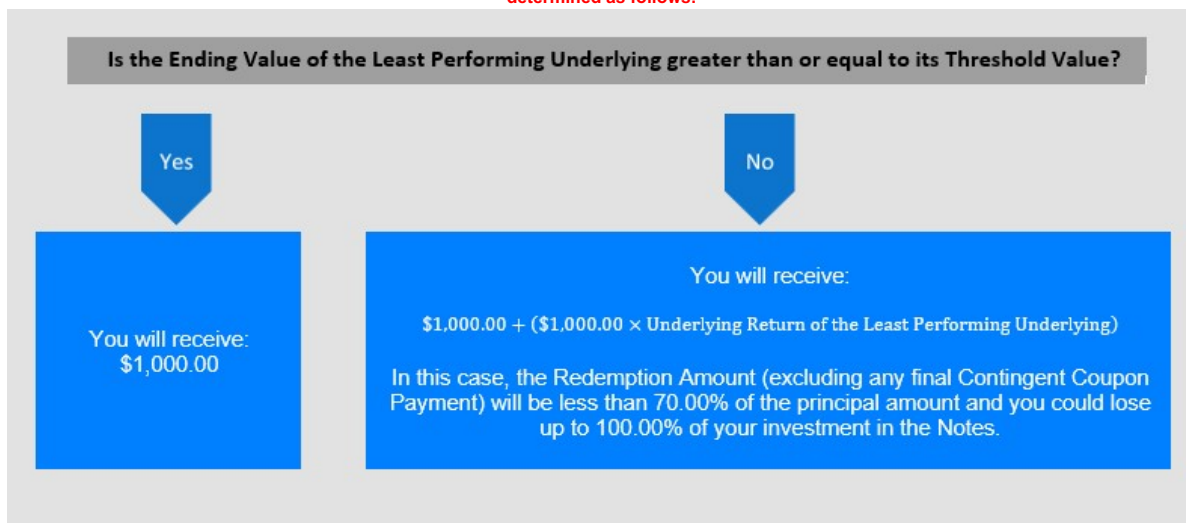 determined as follows:
Is the Ending Value of the Least Performing Underlying greater than or equal to its Threshold Value?
Yes
No
You will receive:
$1,000.00
You will receive:
$1,000.00 + ($1,000.00 × Underlying Return of the Least Performing Underlying)
In this case, the Redemption Amount (excluding any final Contingent Coupon
Payment) will be less than 70.00% of the principal amount and you could lose
up to 100.00% of your investment in the Notes.